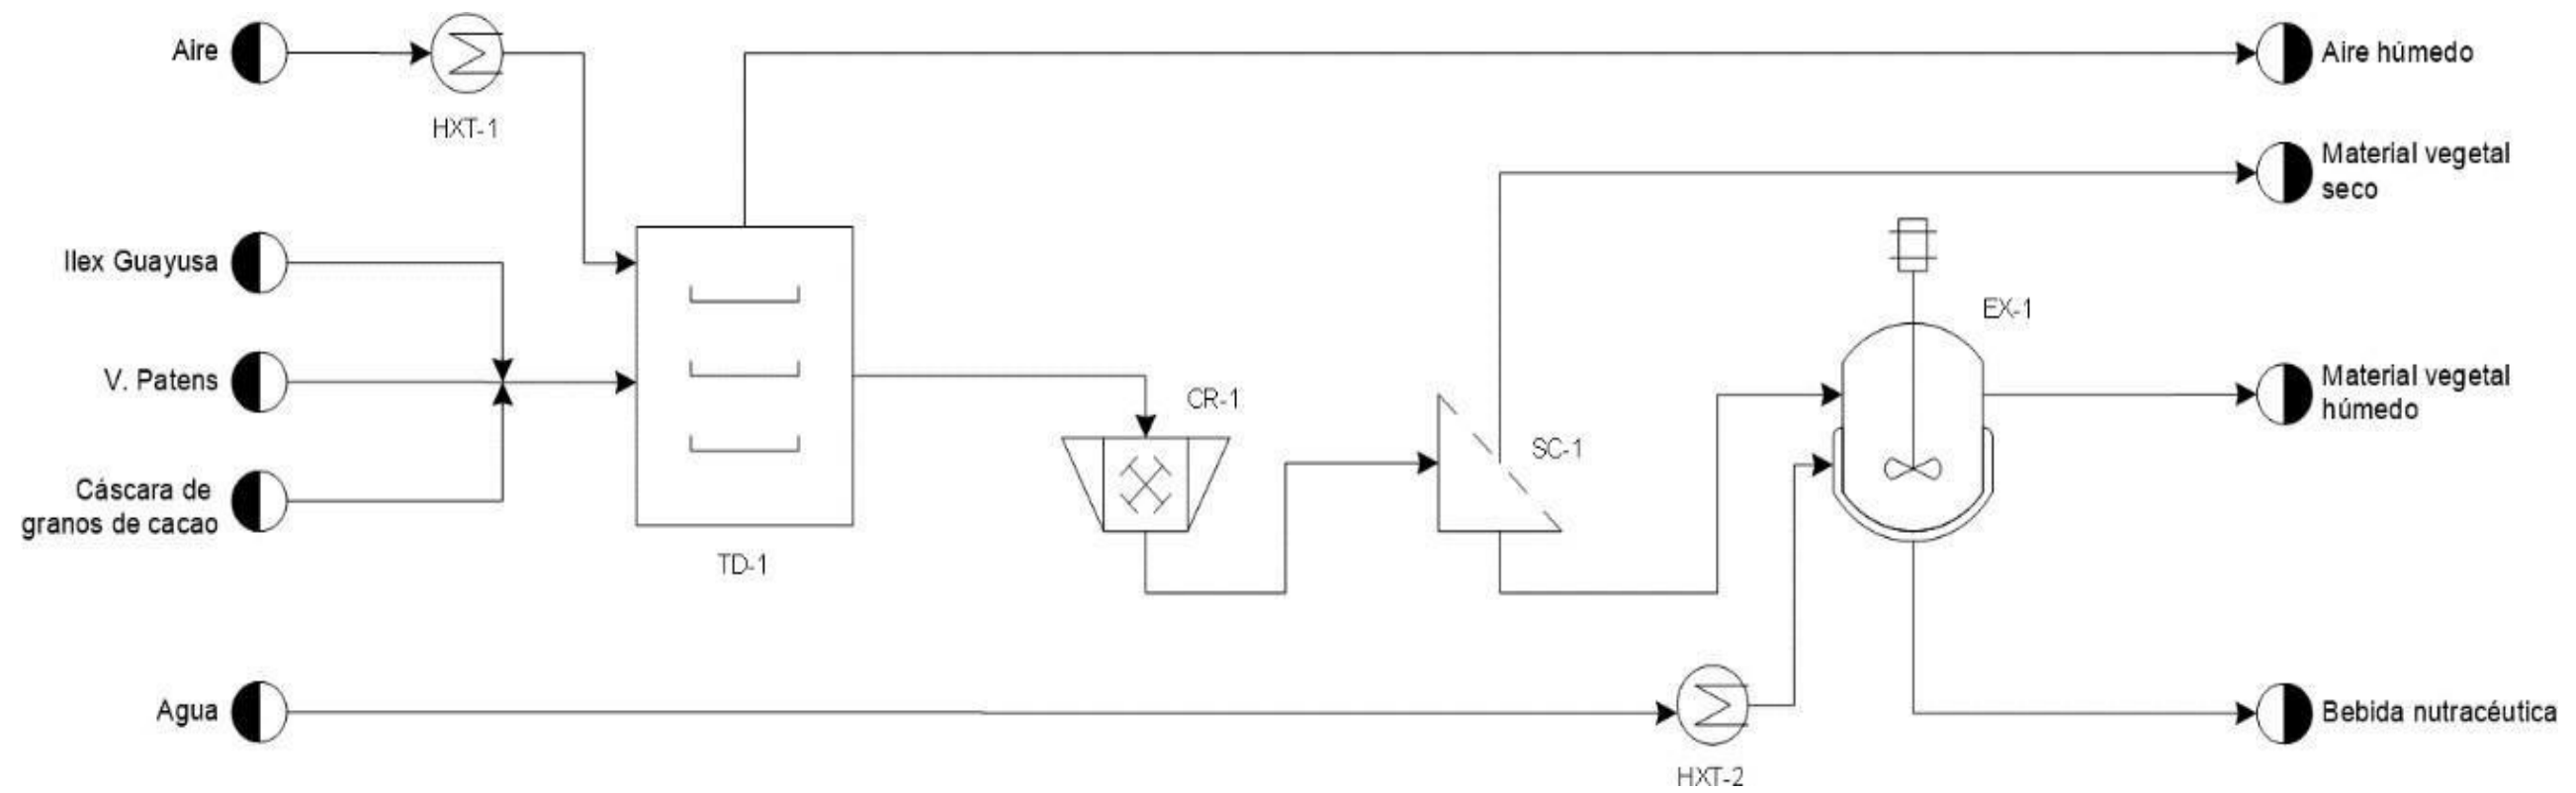 Aire
HXT-1
Aire húmedo
Material vegetal
seco
Ilex Guayusa
V. Patens
Cáscara de
granos de cacao
TD-1
CR-1
SC-1
EX-1
Material vegetal
húmedo
Agua
HXT-2
Bebida nutracéutica